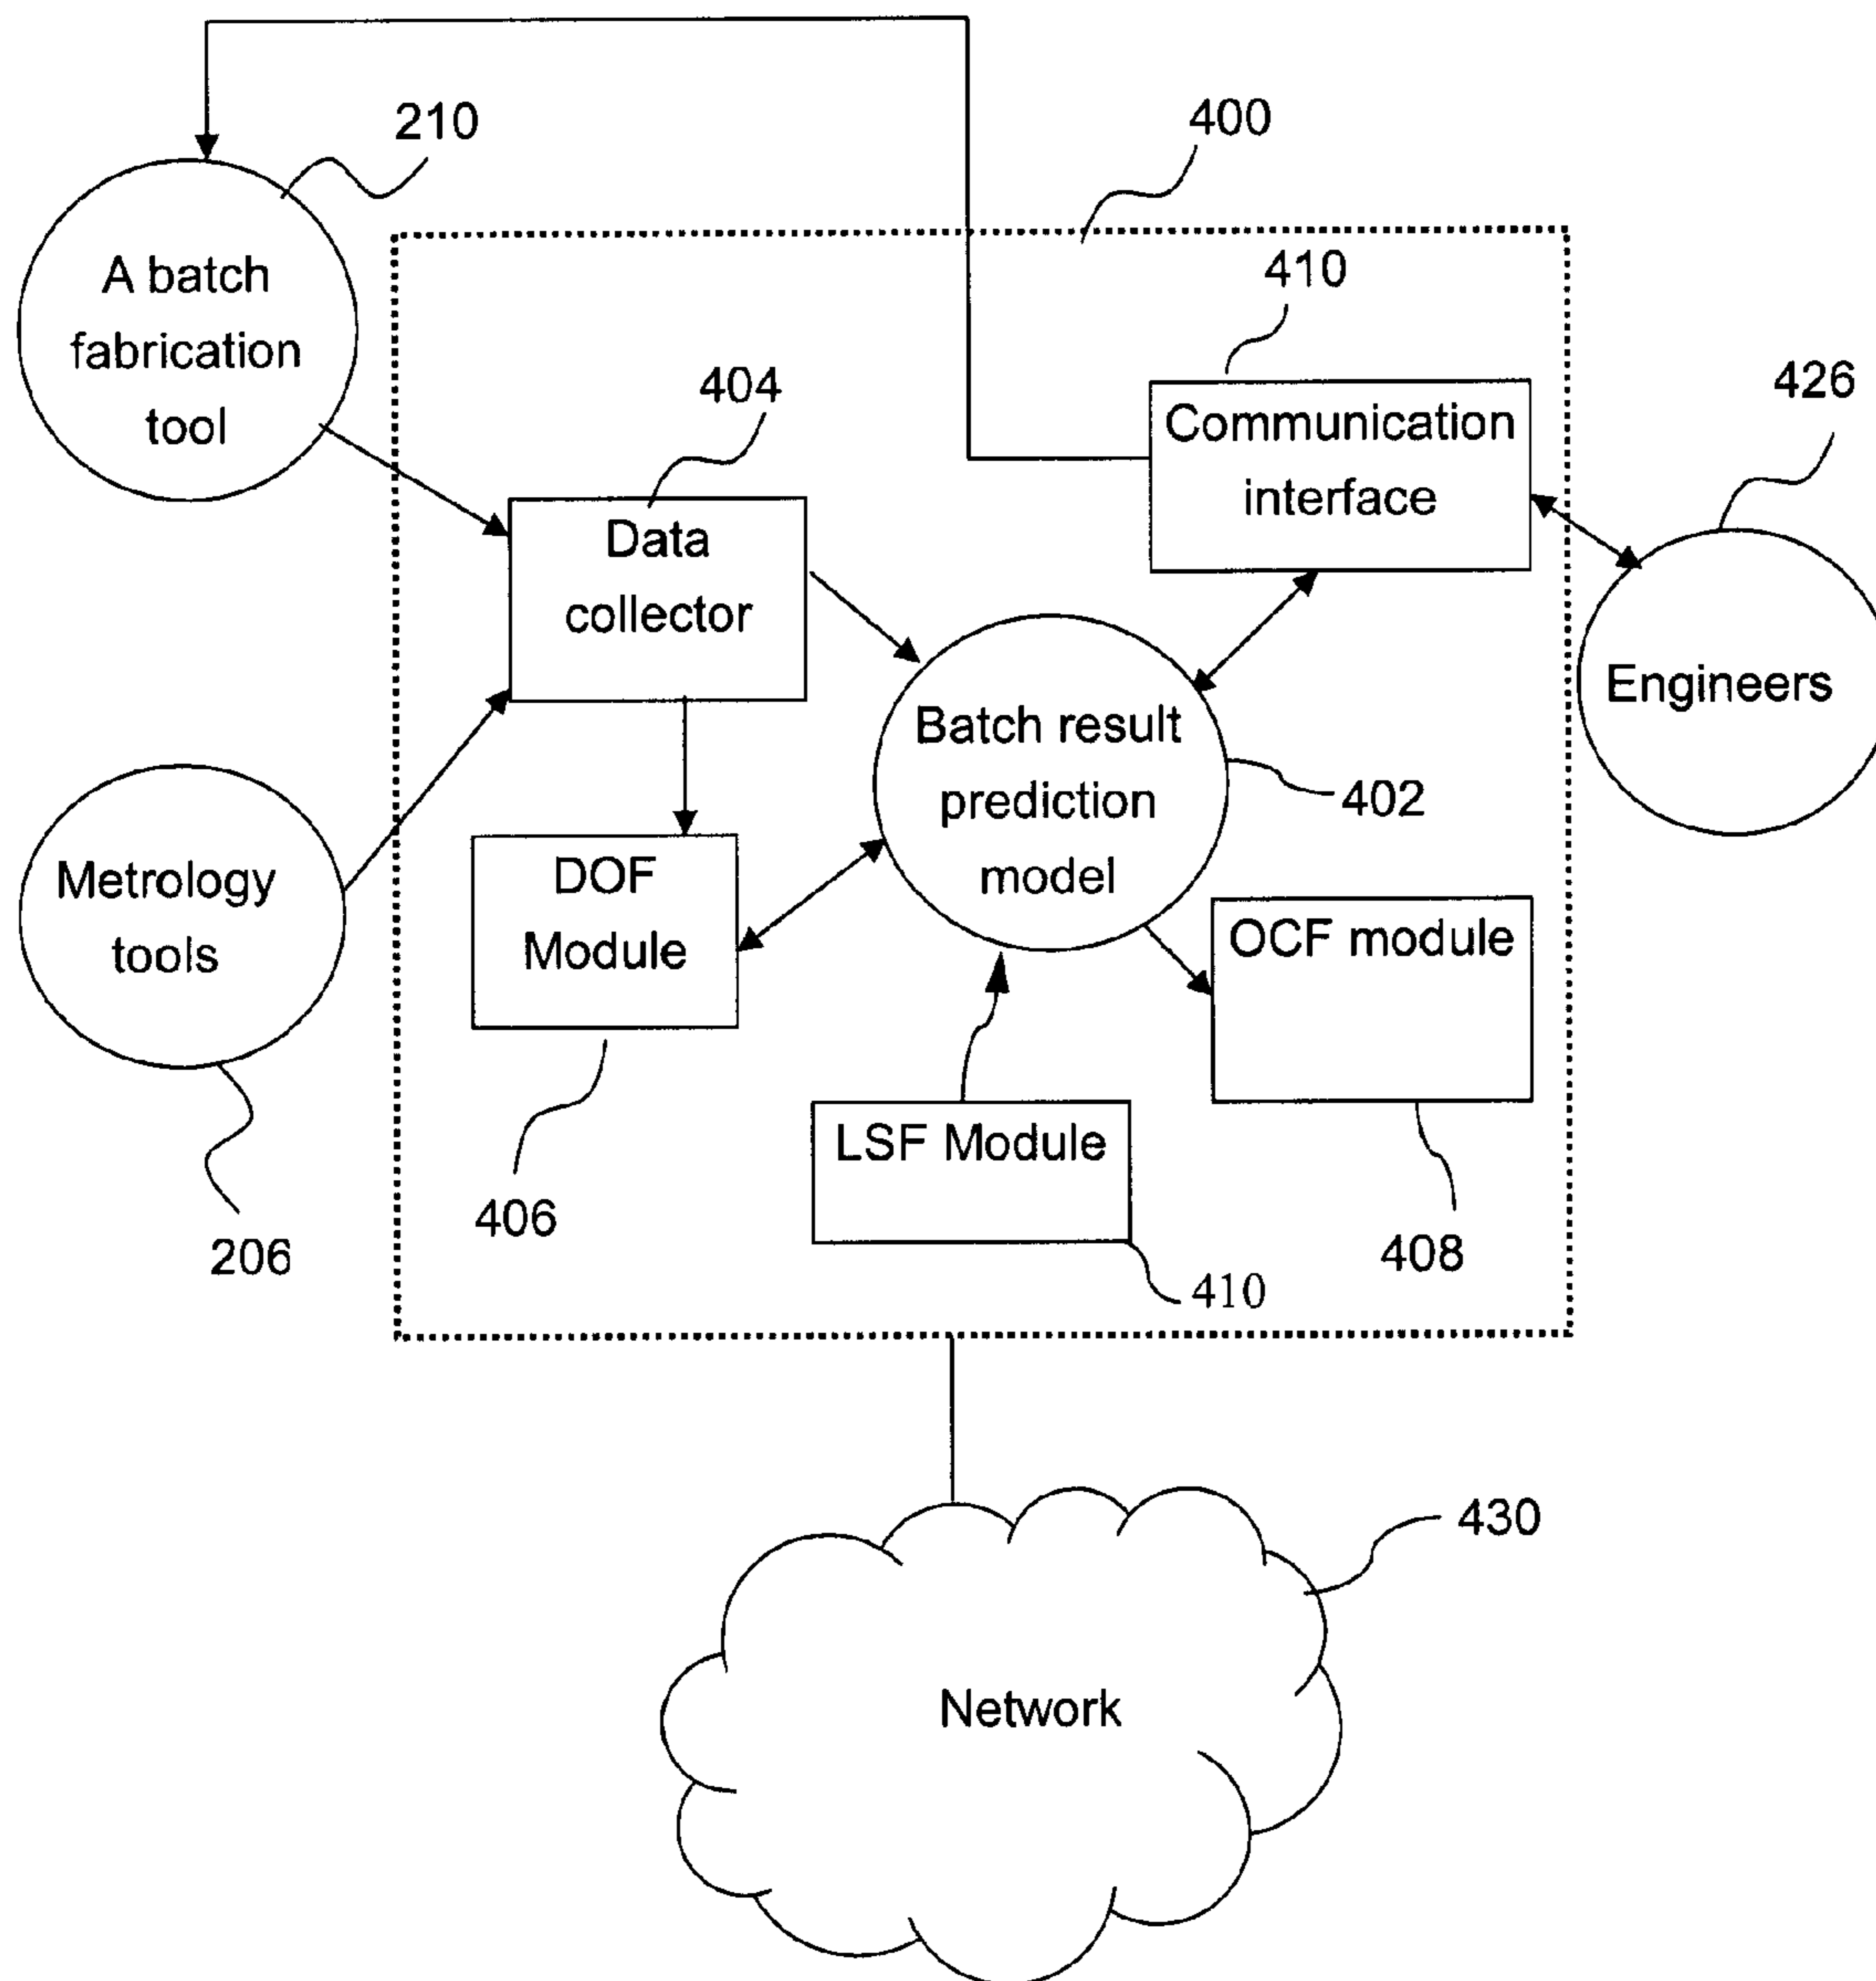 210
400
A batch
fabrication
tool
410
404
Communication
interface
426
Data
collector
Engineers
Batch result
prediction
model
402
Metrology
tools
DOF
Module
OCF module
LSF Module
406
206
408
410
430
Network